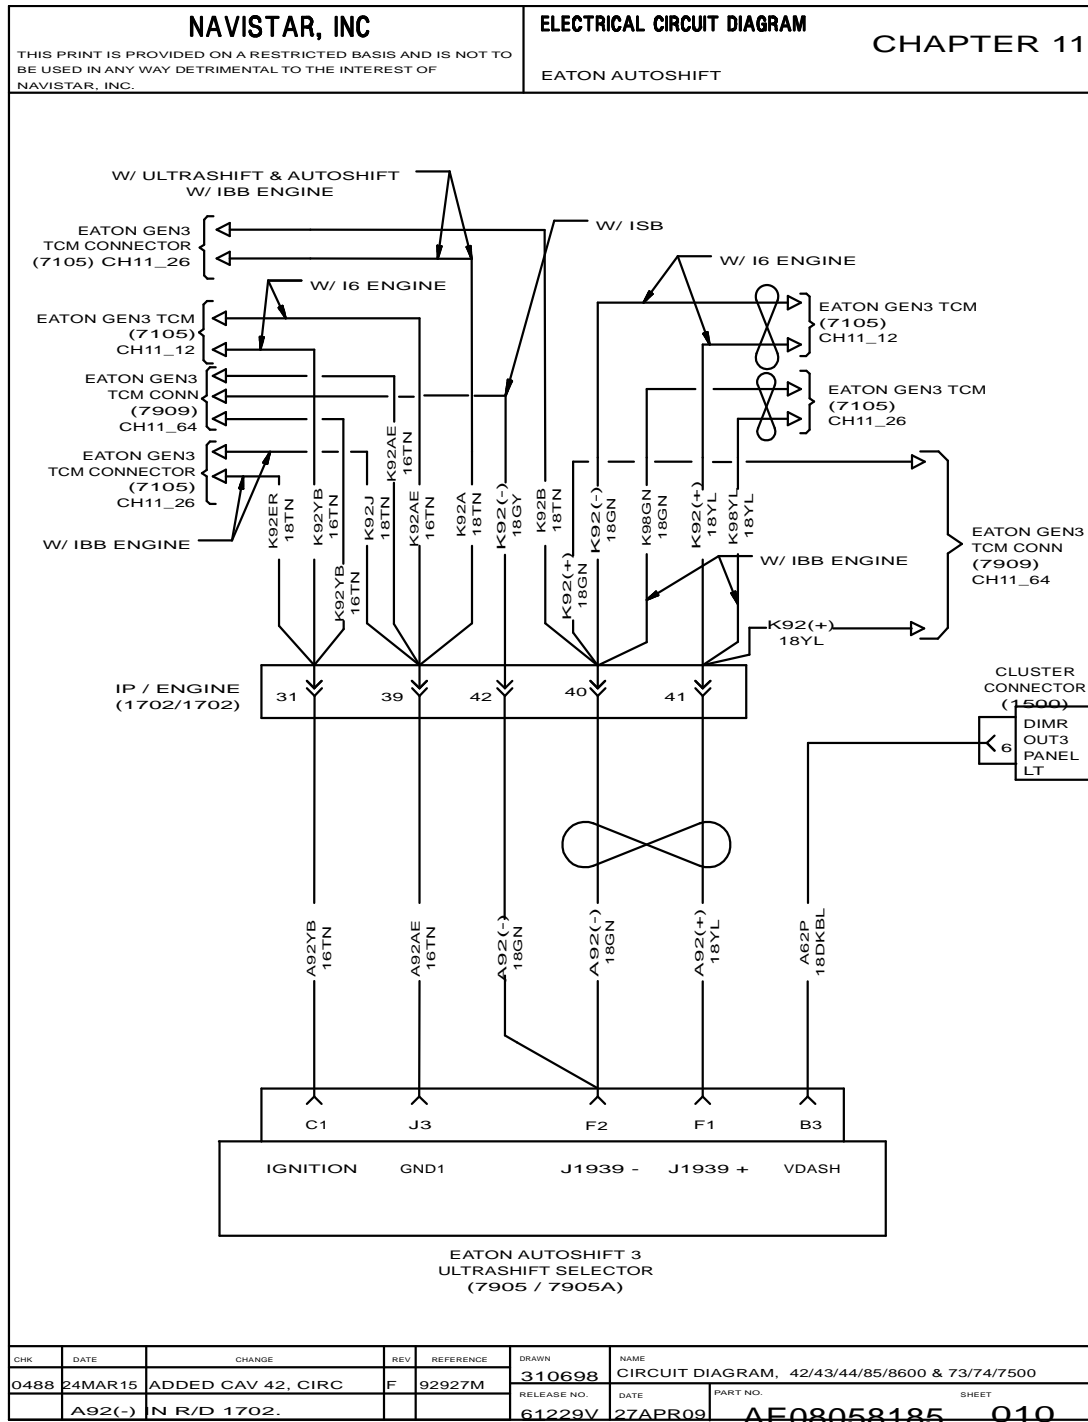 NAVISTAR, INC
THIS PRINT IS PROVIDED ON A RESTRICTED BASIS AND IS NOT TO
BE USED IN ANY WAY DETRIMENTAL TO THE INTEREST OF
NAVISTAR, INC.
ELECTRICAL CIRCUIT DIAGRAM
EATON AUTOSHIFT
CHAPTER 11
W/ ULTRASHIFT & AUTOSHIFT
W/ IBB ENGINE
EATON GEN3
TCM CONNECTOR
(7105) CH11_26
W/ I6 ENGINE
EATON GEN3 TCM
(7105)
CH11_12
EATON GEN3
TCM CONN
(7909)
CH11_64
EATON GEN3
TCM CONNECTOR
(7105)
CH11_26
W/ IBB ENGINE
W/ ISB
W/ I6 ENGINE
EATON GEN3 TCM
(7105)
CH11_12
EATON GEN3 TCM
(7105)
CH11_26
EATON GEN3
TCM CONN
(7909)
CH11_64
W/ IBB ENGINE
K92ER
18TN
K92YB
16TN
K92YB
16TN
K92J
18TN
K92AE
16TN
K92AE
16TN
K92A
18TN
K92(-)
18GY
K92B
18TN
K92(+)
18GN
K92(-)
18GN
K98GN
18GN
K92(+)
18YL
K98YL
18YL
K92(+)
18YL
IP / ENGINE
(1702/1702)
31
39
42
40
41
CLUSTER
CONNECTOR
(1500)
6
DIMR
OUT3
PANEL
LT
A92YB
16TN
A92AE
16TN
A92(-)
18GN
A92(-)
18GN
A92(+)
18YL
A62P
18DKBL
C1
J3
F2
F1
B3
IGNITION
GND1
J1939 -
J1939 +
VDASH
EATON AUTOSHIFT 3
ULTRASHIFT SELECTOR
(7905 / 7905A)
CHK DATE CHANGE REV REFERENCE
0488 24MAR15 ADDED CAV 42, CIRC F 92927M
A92(-) IN R/D 1702.
DRAWN
310698
NAME
CIRCUIT DIAGRAM, 42/43/44/85/8600 & 73/74/7500
RELEASE NO.
61229V
DATE
27APR09
PART NO.
AE08058185
SHEET
010